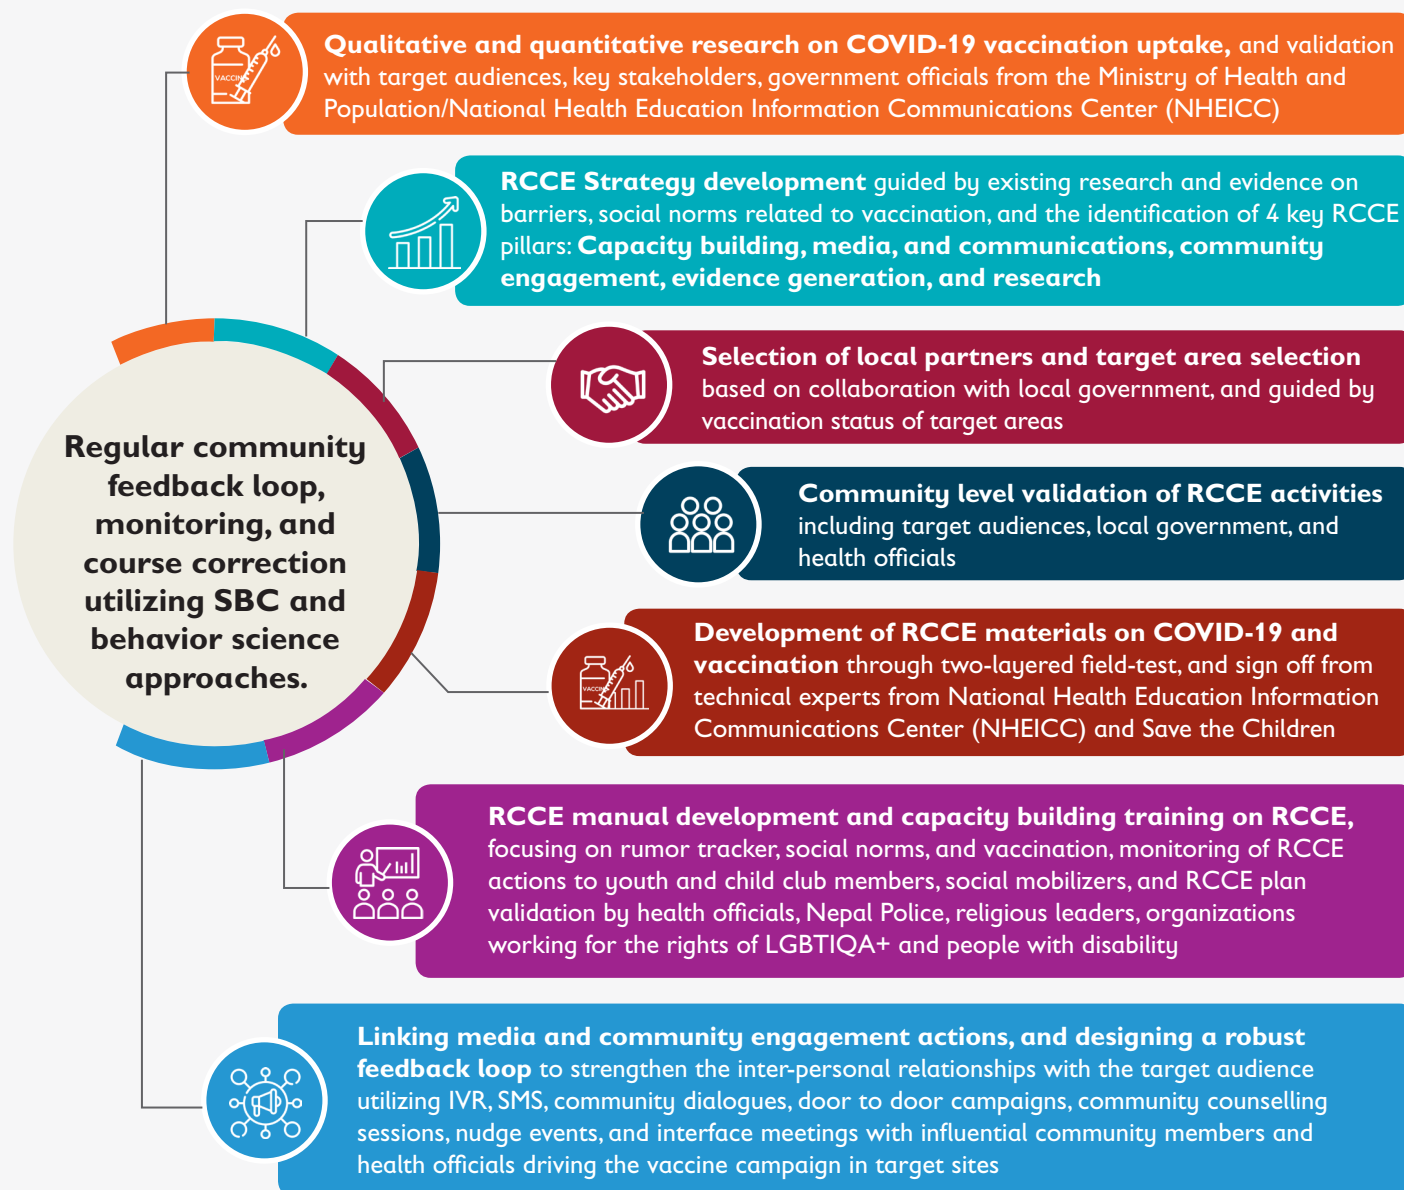 VACCIN
Qualitative and quantitative research on COVID-19 vaccination uptake, and validation
with target audiences, key stakeholders, government officials from the Ministry of Health and
Population/National Health Education Information Communications Center (NHEICC)
RCCE Strategy development guided by existing research and evidence on
barriers, social norms related to vaccination, and the identification of 4 key RCCE
pillars: Capacity building, media, and communications, community
engagement, evidence generation, and research
Selection of local partners and target area selection
based on collaboration with local government, and guided by
vaccination status of target areas
Regular community
feedback loop,
monitoring, and
course correction
utilizing SBC and
behavior science
approaches.
Community level validation of RCCE activities
including target audiences, local government, and
health officials
VACCIN
Development of RCCE materials on COVID-19 and
vaccination through two-layered field-test, and sign off from
technical experts from National Health Education Information
Communications Center (NHEICC) and Save the Children
RCCE manual development and capacity building training on RCCE,
focusing on rumor tracker, social norms, and vaccination, monitoring of RCCE
actions to youth and child club members, social mobilizers, and RCCE plan
validation by health officials, Nepal Police, religious leaders, organizations
working for the rights of LGBTIQA+ and people with disability
Linking media and community engagement actions, and designing a robust
feedback loop to strengthen the inter-personal relationships with the target audience
utilizing IVR, SMS, community dialogues, door to door campaigns, community counselling
sessions, nudge events, and interface meetings with influential community members and
health officials driving the vaccine campaign in target sites